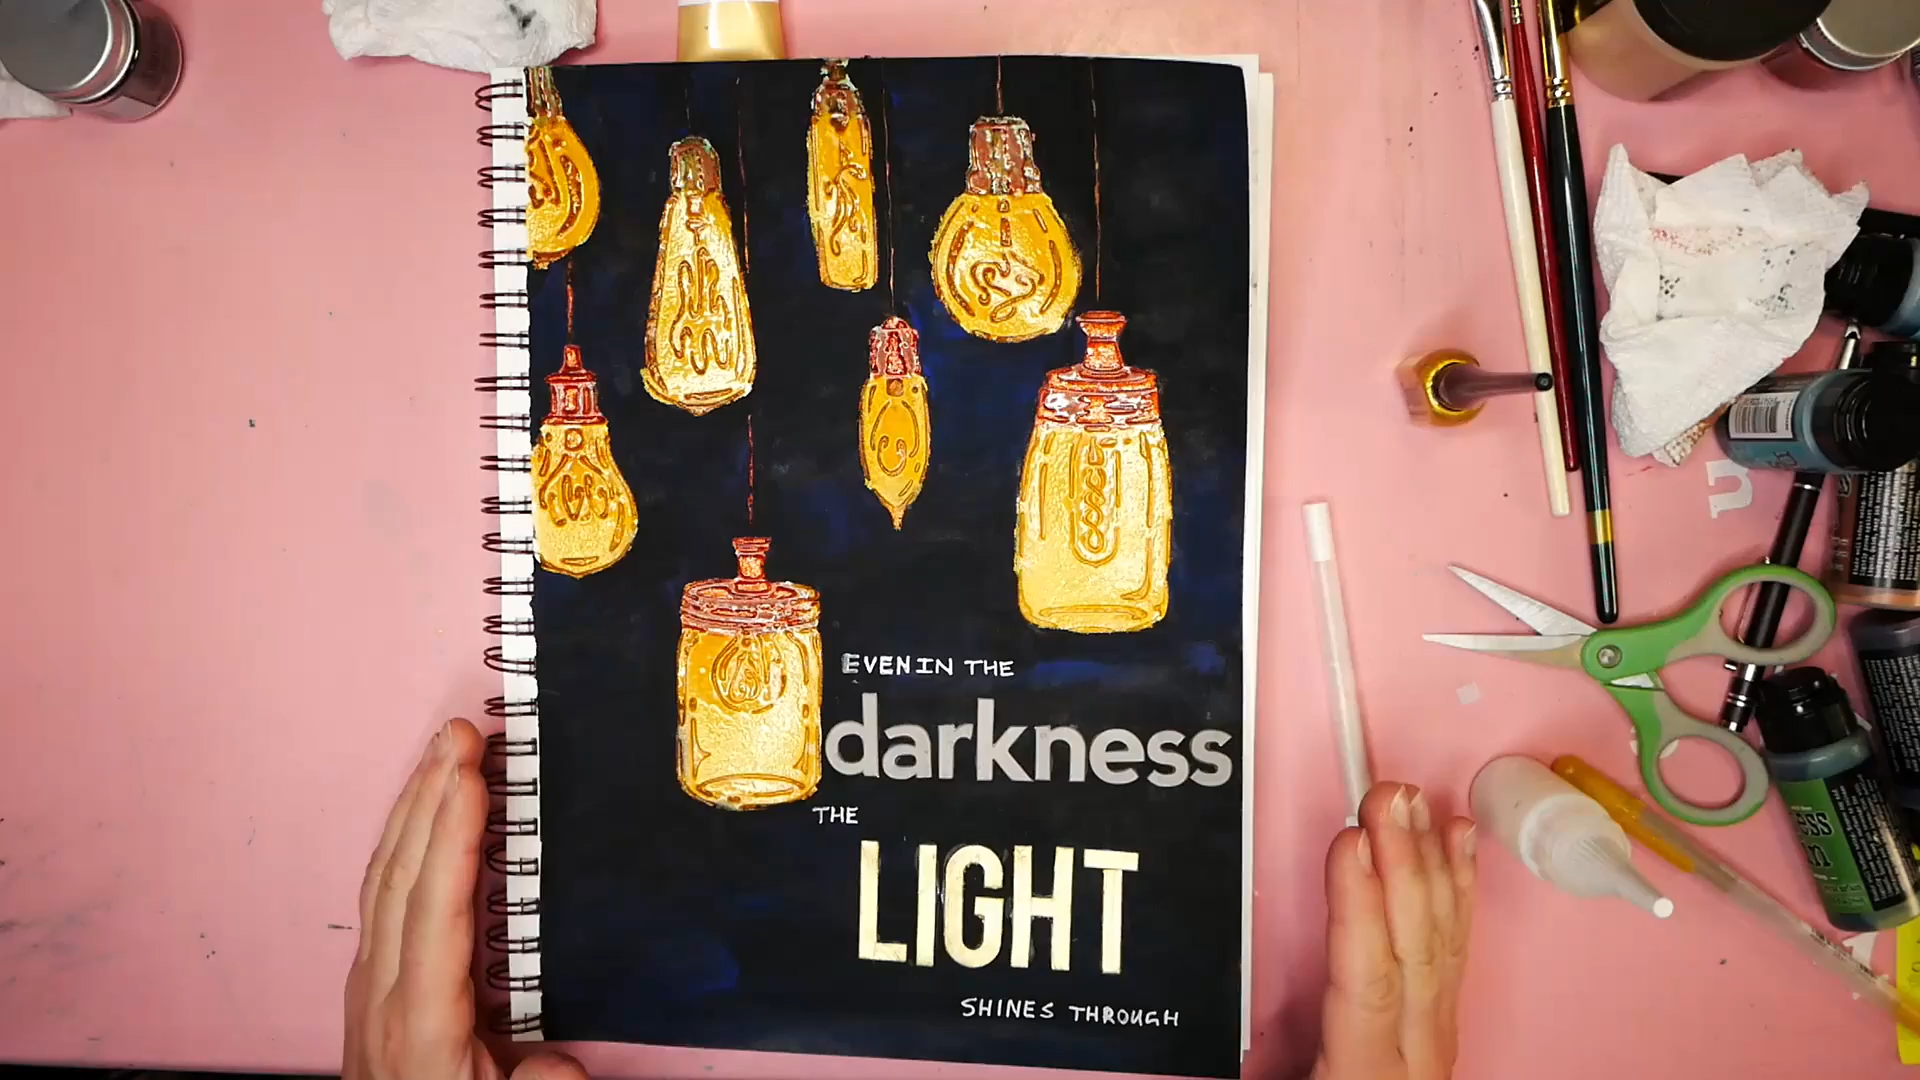 EVEN IN THE
darkness
THE
LIGHT
SHINES THROUGH
u